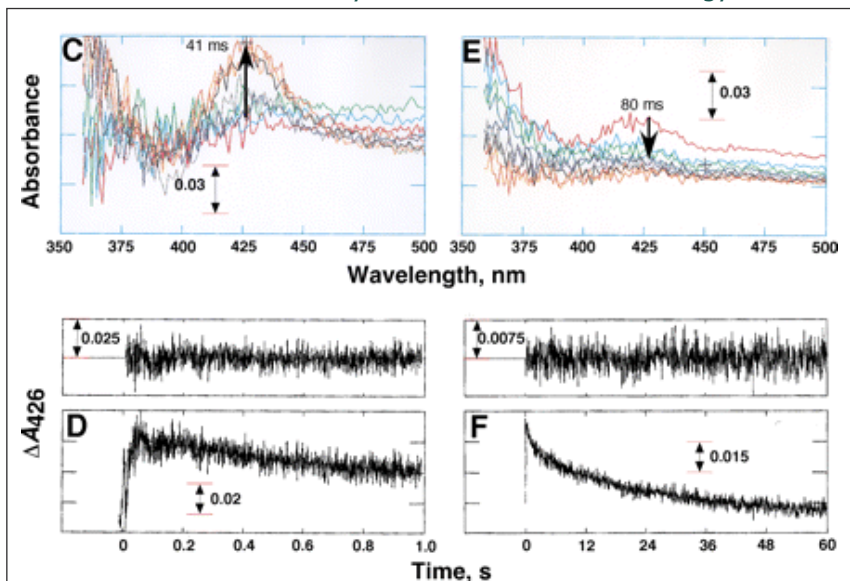 C
41 ms
0.03
E
80 ms
0.03
Absorbance
350 375 400 425 450 475 500
350 375 400 425 450 475 500
Wavelength, nm
0.025
0.0075
ΔA426
D
0.02
F
0.015
0 0.2 0.4 0.6 0.8 1.0
0 12 24 36 48 60
Time, s